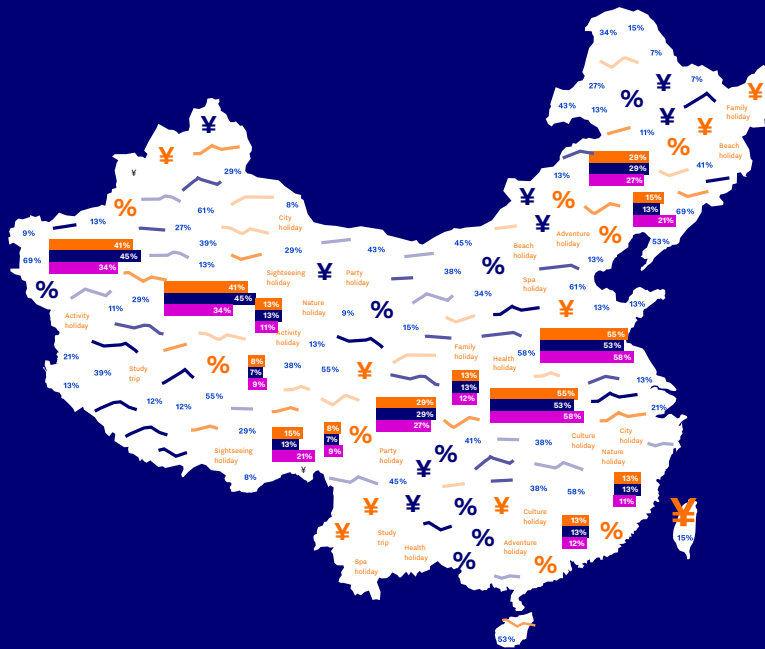 34%
15%
7%
27%
¥
7%
¥
43%
13%
%
¥
Family
holiday
¥
11%
¥
%
Beach
holiday
41%
¥
¥
¥
29%
13%
29%
29%
27%
%
61%
8%
¥
%
15%
13%
21%
69%
9%
13%
27%
City
holiday
¥
Adventure
holiday
%
53%
39%
29%
43%
45%
Beach
holiday
13%
69%
41%
45%
34%
13%
Sightseeing
holiday
¥
Party
holiday
38%
%
Spa
holiday
61%
%
29%
41%
45%
34%
13%
13%
11%
Nature
holiday
9%
%
34%
¥
13%
13%
11%
Activity
holiday
Activity
holiday
13%
15%
55%
53%
58%
21%
39%
Study
trip
%
8%
7%
9%
38%
55%
¥
Family
holiday
Health
holiday
58%
13%
12%
12%
55%
13%
13%
12%
55%
53%
58%
13%
21%
29%
29%
27%
29%
15%
13%
21%
8%
7%
9%
%
41%
38%
Culture
holiday
City
holiday
Sightseeing
holiday
8%
¥
Party
holiday
45%
¥
%
Nature
holiday
38%
58%
13%
13%
11%
¥
¥
%
¥
Culture
holiday
¥
¥
Study
trip
%
13%
13%
12%
%
15%
Health
holiday
%
Adventure
holiday
Spa
holiday
%
53%